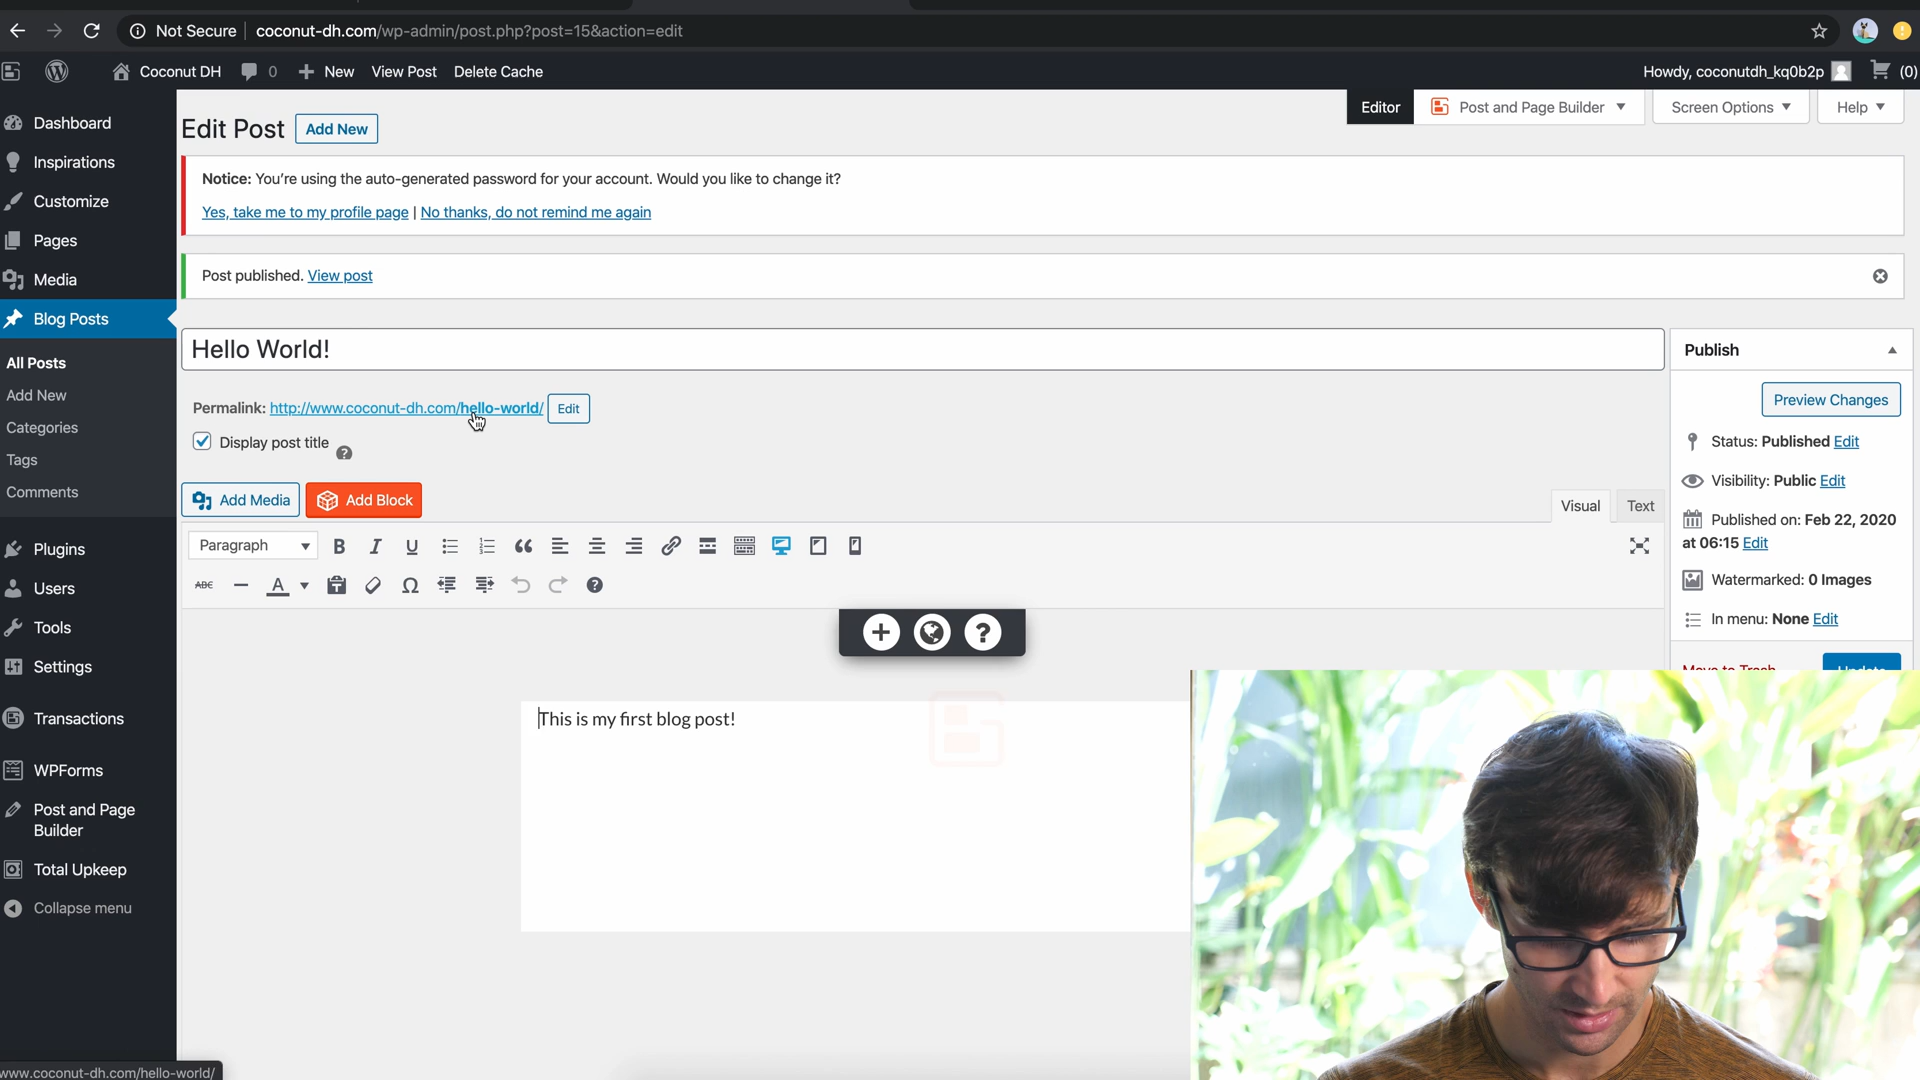 Not Secure coconut-dh.com/wp-admin/post.php?post=15&action=edit
Coconut DH 0 New View Post Delete Cache Howdy, coconutdh_kq0b2p (0)
Editor Post and Page Builder Screen Options Help
Edit Post Add New
Notice: You're using the auto-generated password for your account. Would you like to change it?
Yes, take me to my profile page | No thanks, do not remind me again
Post published. View post
Dashboard
Inspirations
Customize
Pages
Media
Blog Posts
All Posts
Add New
Categories
Tags
Comments
Plugins
Users
Tools
Settings
Transactions
WPForms
Post and Page
Builder
Total Upkeep
Collapse menu
Hello World!
Permalink: http://www.coconut-dh.com/hello-world/ Edit
Display post title ?
Add Media Add Block Visual Text
Paragraph B I U
ABC A Ω ?
?
This is my first blog post!
Publish
Preview Changes
Status: Published Edit
Visibility: Public Edit
Published on: Feb 22, 2020
at 06:15 Edit
Watermarked: 0 Images
In menu: None Edit
Move to Trash Update
www.coconut-dh.com/hello-world/